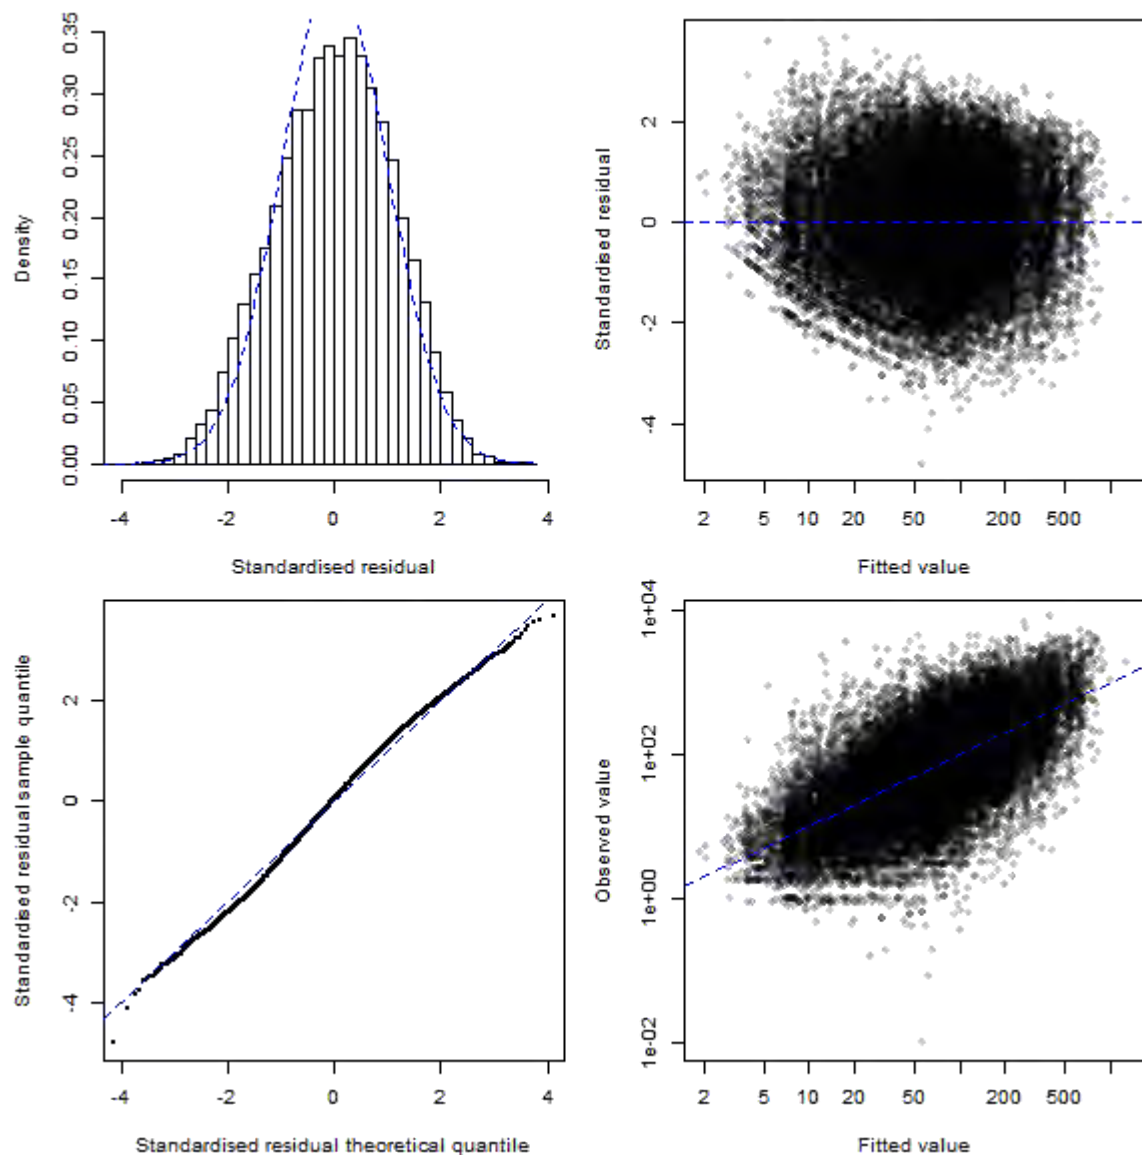 Density
0.00 0.05 0.10 0.15 0.20 0.25 0.30 0.35
-4 -2 0 2 4
Standardised residual
Standardised residual
-4 -2 0 2
2 5 10 20 50 200 500
Fitted value
Standardised residual sample quantile
-4 -2 0 2
-4 -2 0 2 4
Standardised residual theoretical quantile
Observed value
1e-02 1e+00 1e+02 1e+04
2 5 10 20 50 200 500
Fitted value